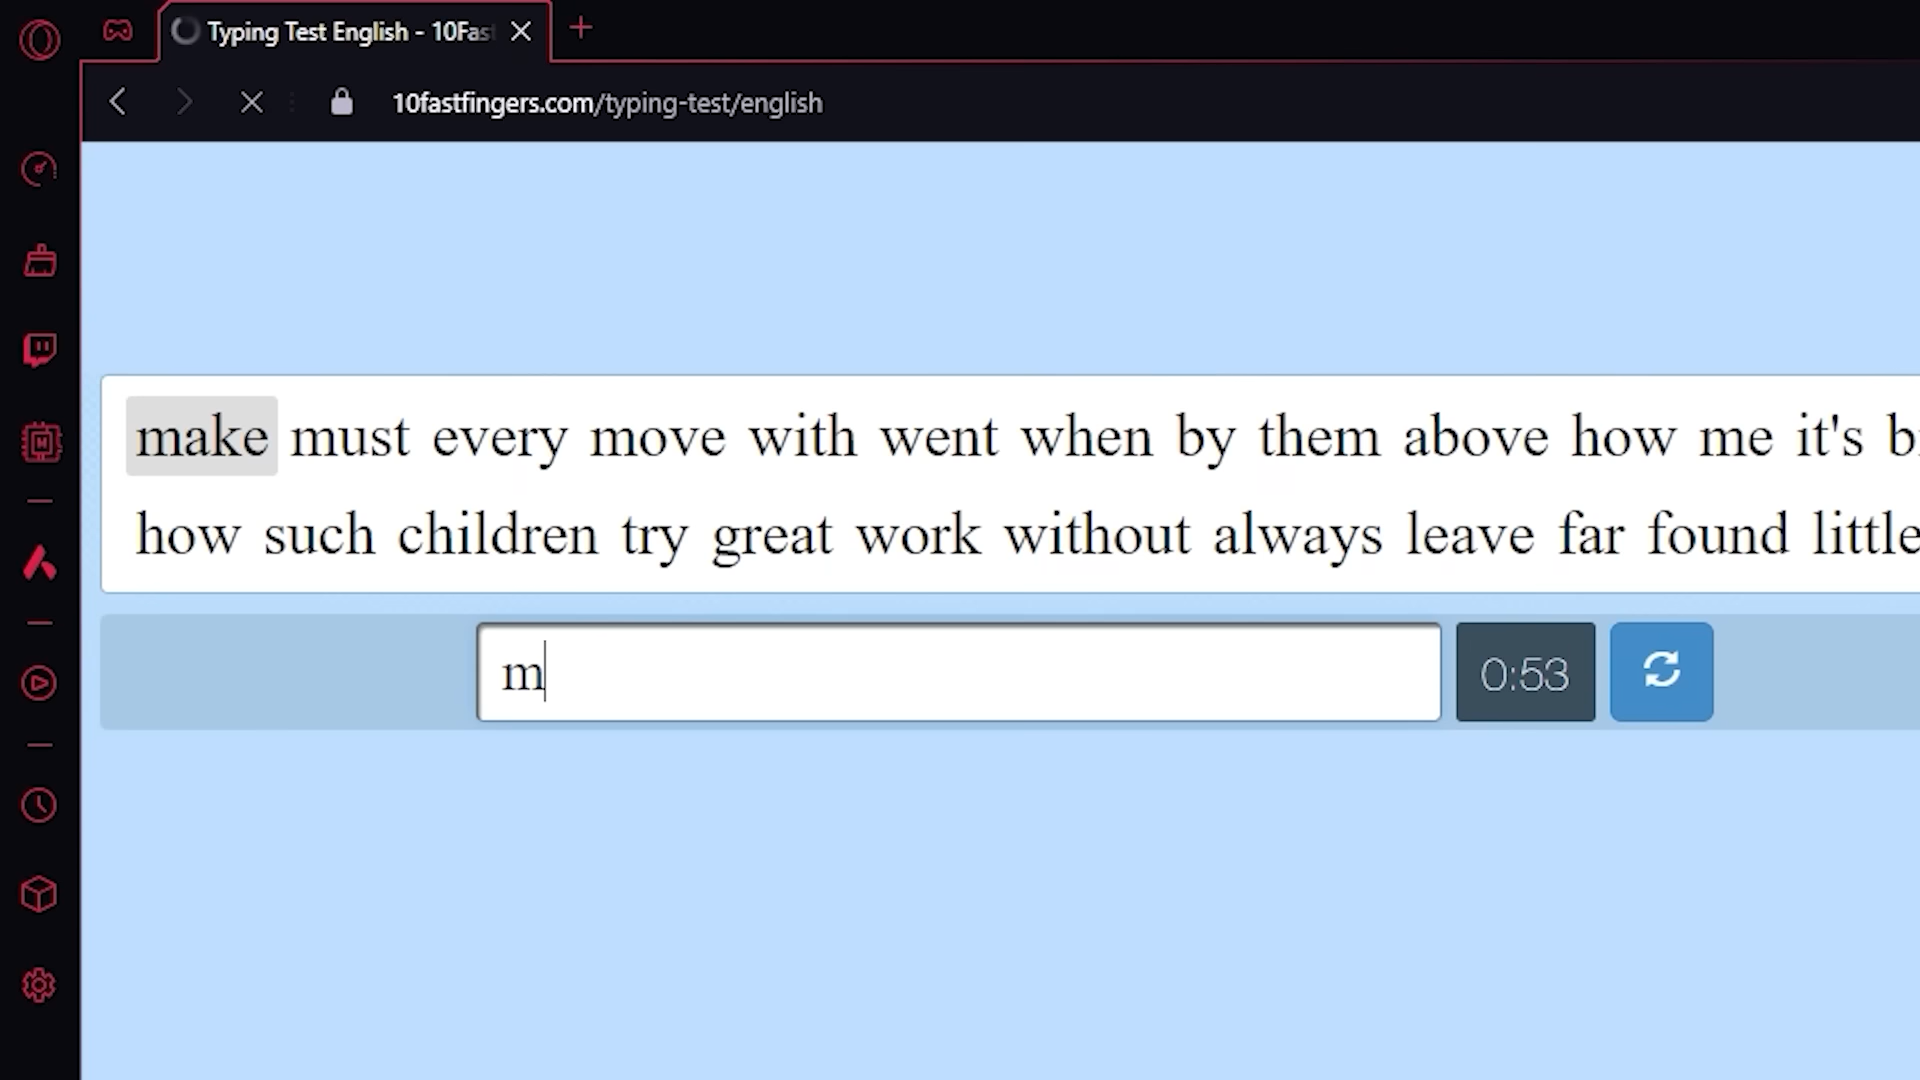 Typing Test English - 10Fas
10fastfingers.com/typing-test/english
make must every move with went when by them above how me it's
how such children try great work without always leave far found little
m
0:53